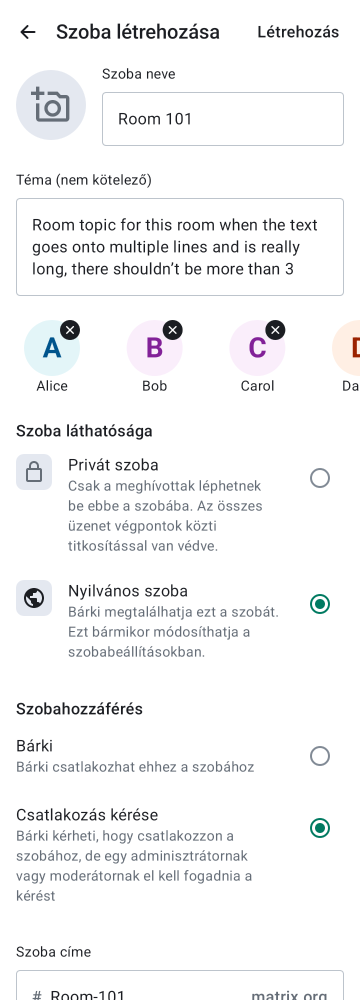 Szoba létrehozása
Létrehozás
Szoba neve
Room 101
Téma (nem kötelező)
Room topic for this room when the text
goes onto multiple lines and is really
long, there shouldn’t be more than 3
A
B
C
Alice
Bob
Carol
Da
Szoba láthatósága
Privát szoba
Csak a meghívottak léphetnek
be ebbe a szobába. Az összes
üzenet végpontok közti
titkosítással van védve.
Nyilvános szoba
Bárki megtalálhatja ezt a szobát.
Ezt bármikor módosíthatja a
szobabeállításokban.
Szobahozzáférés
Bárki
Bárki csatlakozhat ehhez a szobához
Csatlakozás kérése
Bárki kérheti, hogy csatlakozzon a
szobához, de egy adminisztrátornak
vagy moderátornak el kell fogadnia a
kérést
Szoba címe
# Room-101 matrix.org